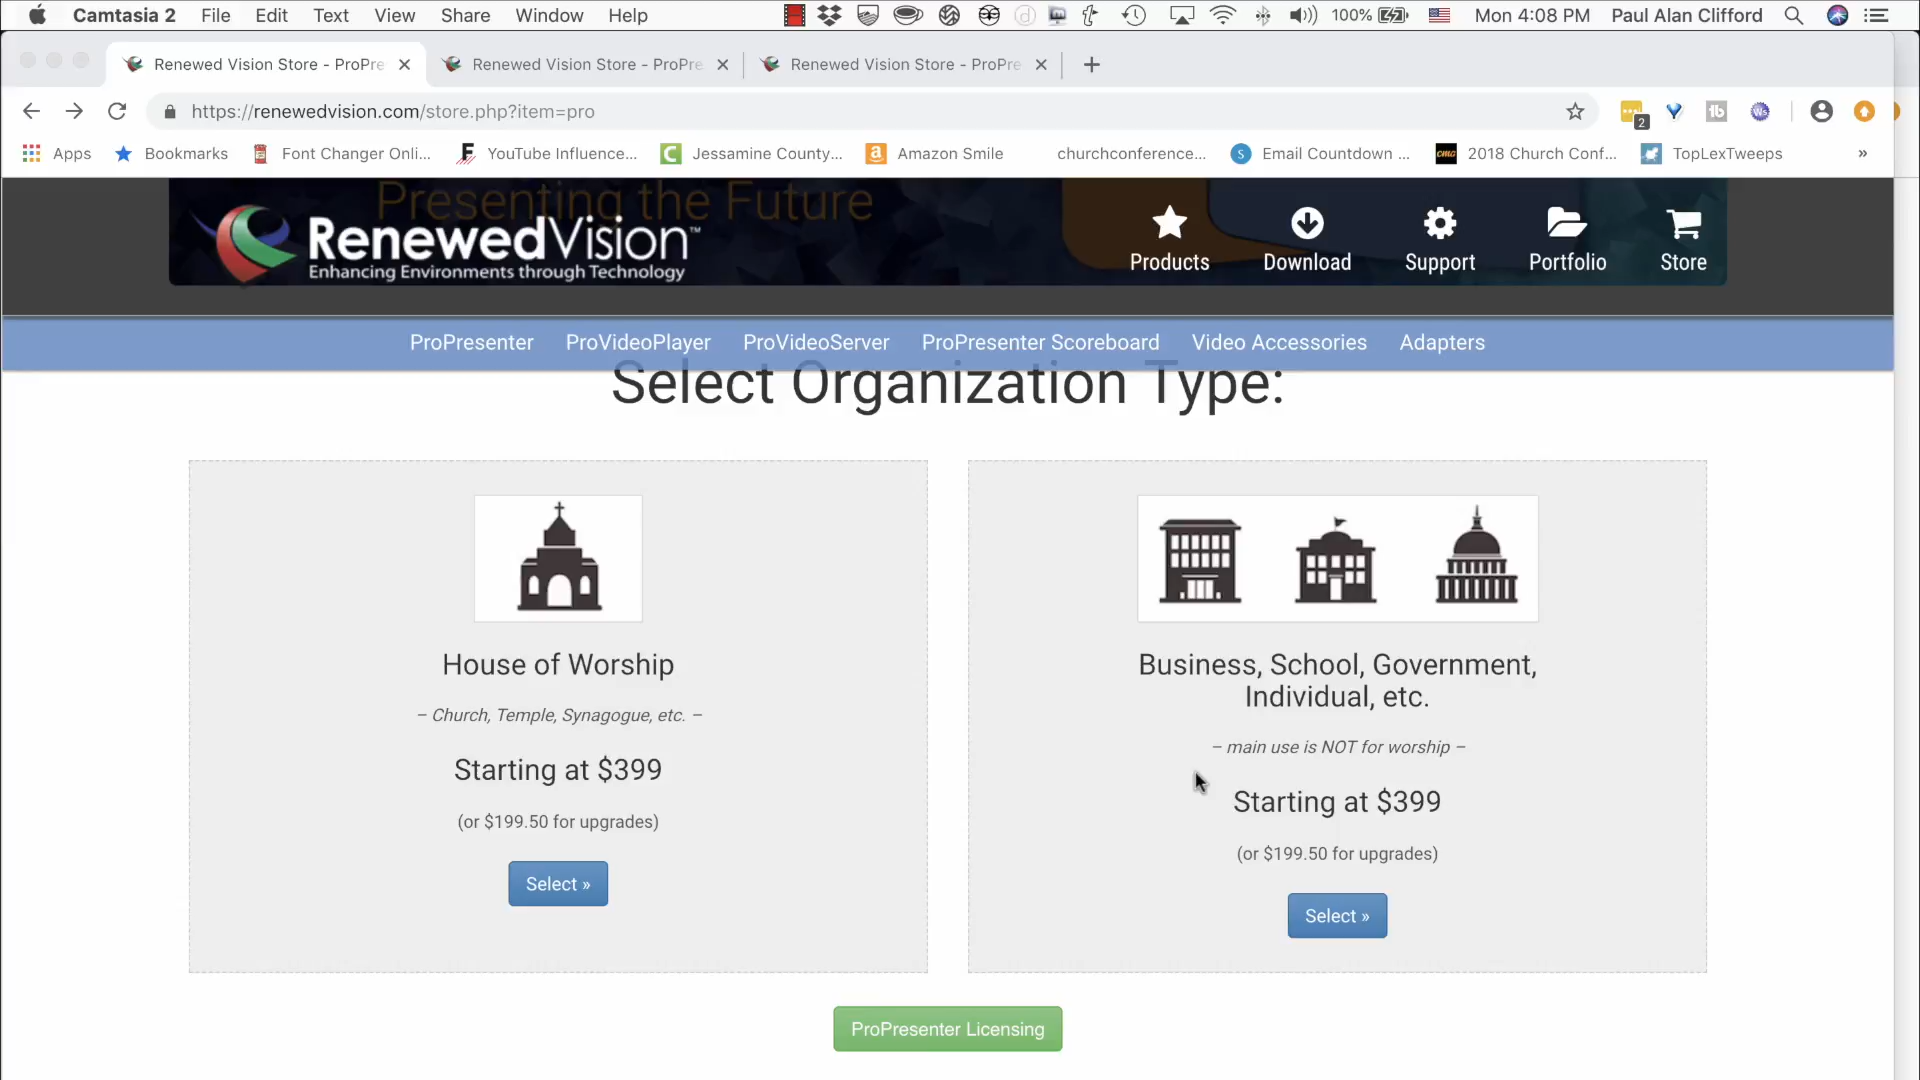 Camtasia 2 File Edit Text View Share Window Help 100% Mon 4:08 PM Paul Alan Clifford
Renewed Vision Store - ProPre Renewed Vision Store - ProPre Renewed Vision Store - ProPre
https://renewedvision.com/store.php?item=pro 2
Apps Bookmarks Font Changer Onli... YouTube Influence... Jessamine County... Amazon Smile churchconference... Email Countdown ... 2018 Church Conf... TopLexTweeps »
Presenting the Future
RenewedVision™
Enhancing Environments through Technology
Products Download Support Portfolio Store
ProPresenter ProVideoPlayer ProVideoServer ProPresenter Scoreboard Video Accessories Adapters
Select Organization Type:
House of Worship
– Church, Temple, Synagogue, etc. –
Starting at $399
(or $199.50 for upgrades)
Select »
Business, School, Government,
Individual, etc.
– main use is NOT for worship –
Starting at $399
(or $199.50 for upgrades)
Select »
ProPresenter Licensing